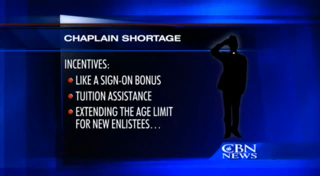 CHAPLAIN SHORTAGE
INCENTIVES:
• LIKE A SIGN-ON BONUS
• TUITION ASSISTANCE
• EXTENDING THE AGE LIMIT
FOR NEW ENLISTEES...
CBN
NEWS